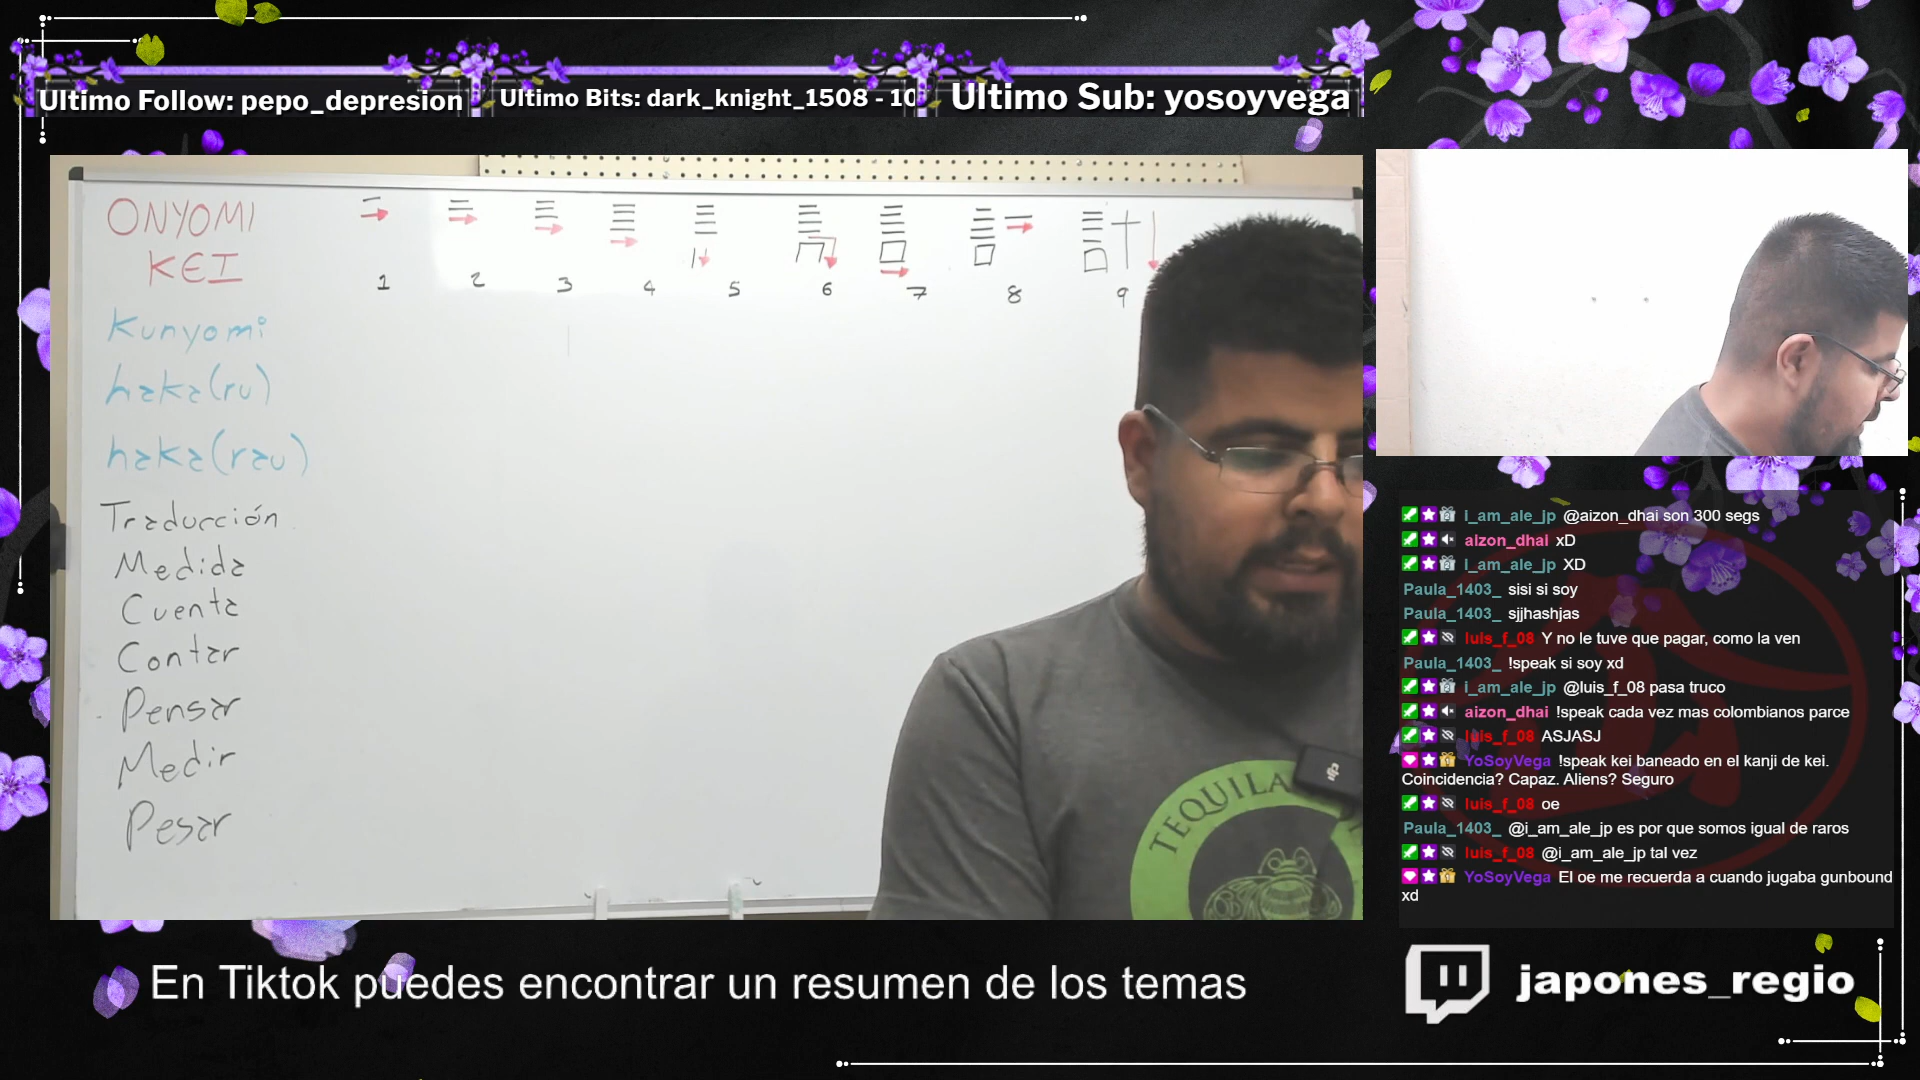 Ultimo Follow: pepo_depresion
Ultimo Bits: dark_knight_1508 - 10
Ultimo Sub: yosoyvega
ONYOMI
KEI
1 2 3 4 5 6 7 8 9
Kunyomi
haka(ru)
haka(rau)
Traducción
Medida
Cuenta
Contar
Pensar
Medir
Pesar
TEQUILA
i_am_ale_jp @aizon_dhai son 300 segs
aizon_dhai xD
i_am_ale_jp XD
Paula_1403_ sisi si soy
Paula_1403_ sjjhashjas
luis_f_08 Y no le tuve que pagar, como la ven
Paula_1403_ !speak si soy xd
i_am_ale_jp @luis_f_08 pasa truco
aizon_dhai !speak cada vez mas colombianos parce
luis_f_08 ASJASJ
YoSoyVega !speak kei baneado en el kanji de kei.
Coincidencia? Capaz. Aliens? Seguro
luis_f_08 oe
Paula_1403_ @i_am_ale_jp es por que somos igual de raros
luis_f_08 @i_am_ale_jp tal vez
YoSoyVega El oe me recuerda a cuando jugaba gunbound
xd
En Tiktok puedes encontrar un resumen de los temas
japones_regio